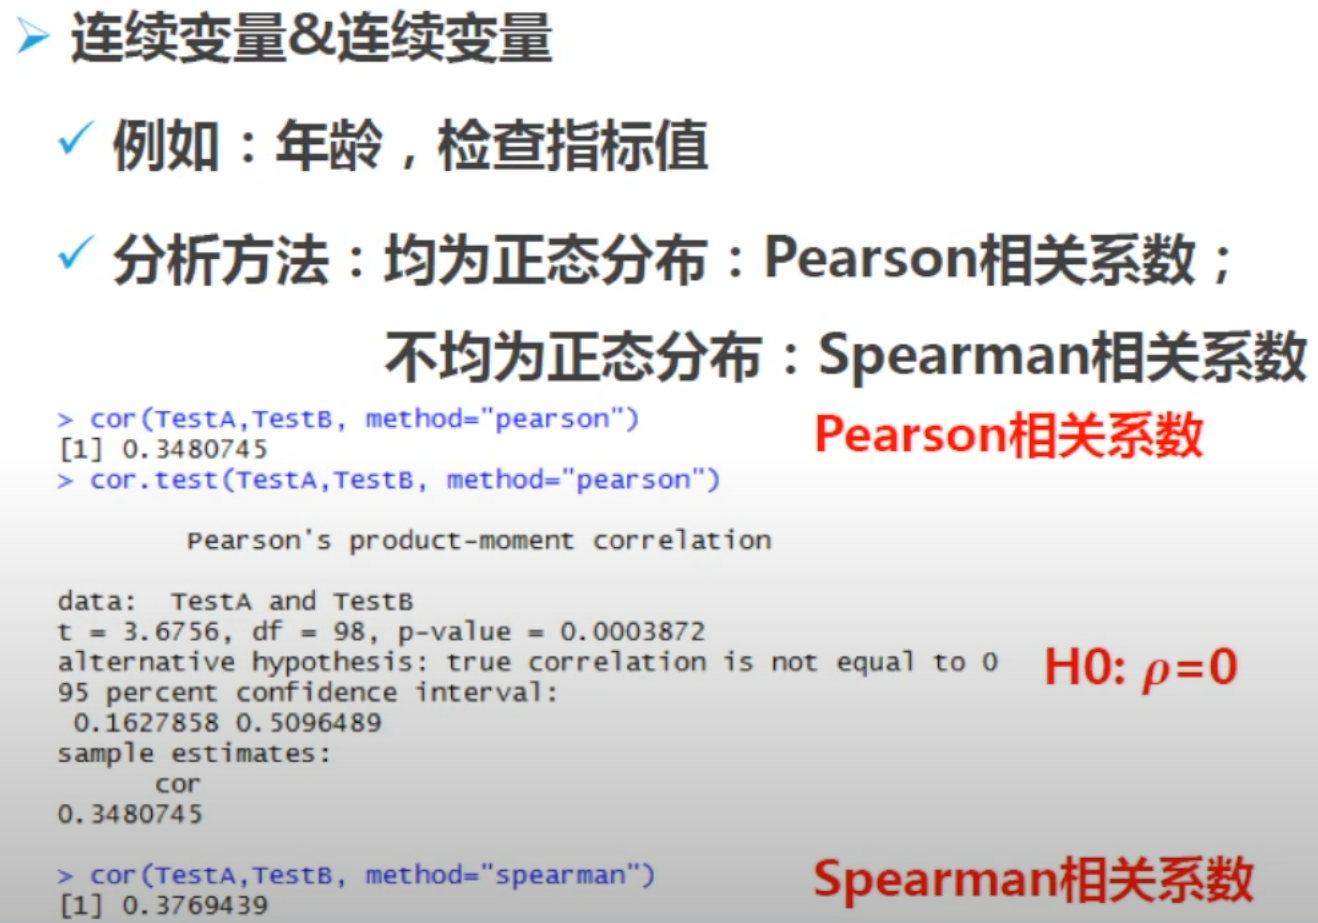 连续变量&连续变量
例如：年龄，检查指标值
分析方法：均为正态分布：Pearson相关系数；
不均为正态分布：Spearman相关系数
> cor(TestA,TestB, method="pearson")
[1] 0.3480745
Pearson相关系数
> cor.test(TestA,TestB, method="pearson")
Pearson's product-moment correlation
data:  TestA and TestB
t = 3.6756, df = 98, p-value = 0.0003872
alternative hypothesis: true correlation is not equal to 0
H0: ρ=0
95 percent confidence interval:
0.1627858 0.5096489
sample estimates:
cor
0.3480745
> cor(TestA,TestB, method="spearman")
Spearman相关系数
[1] 0.3769439